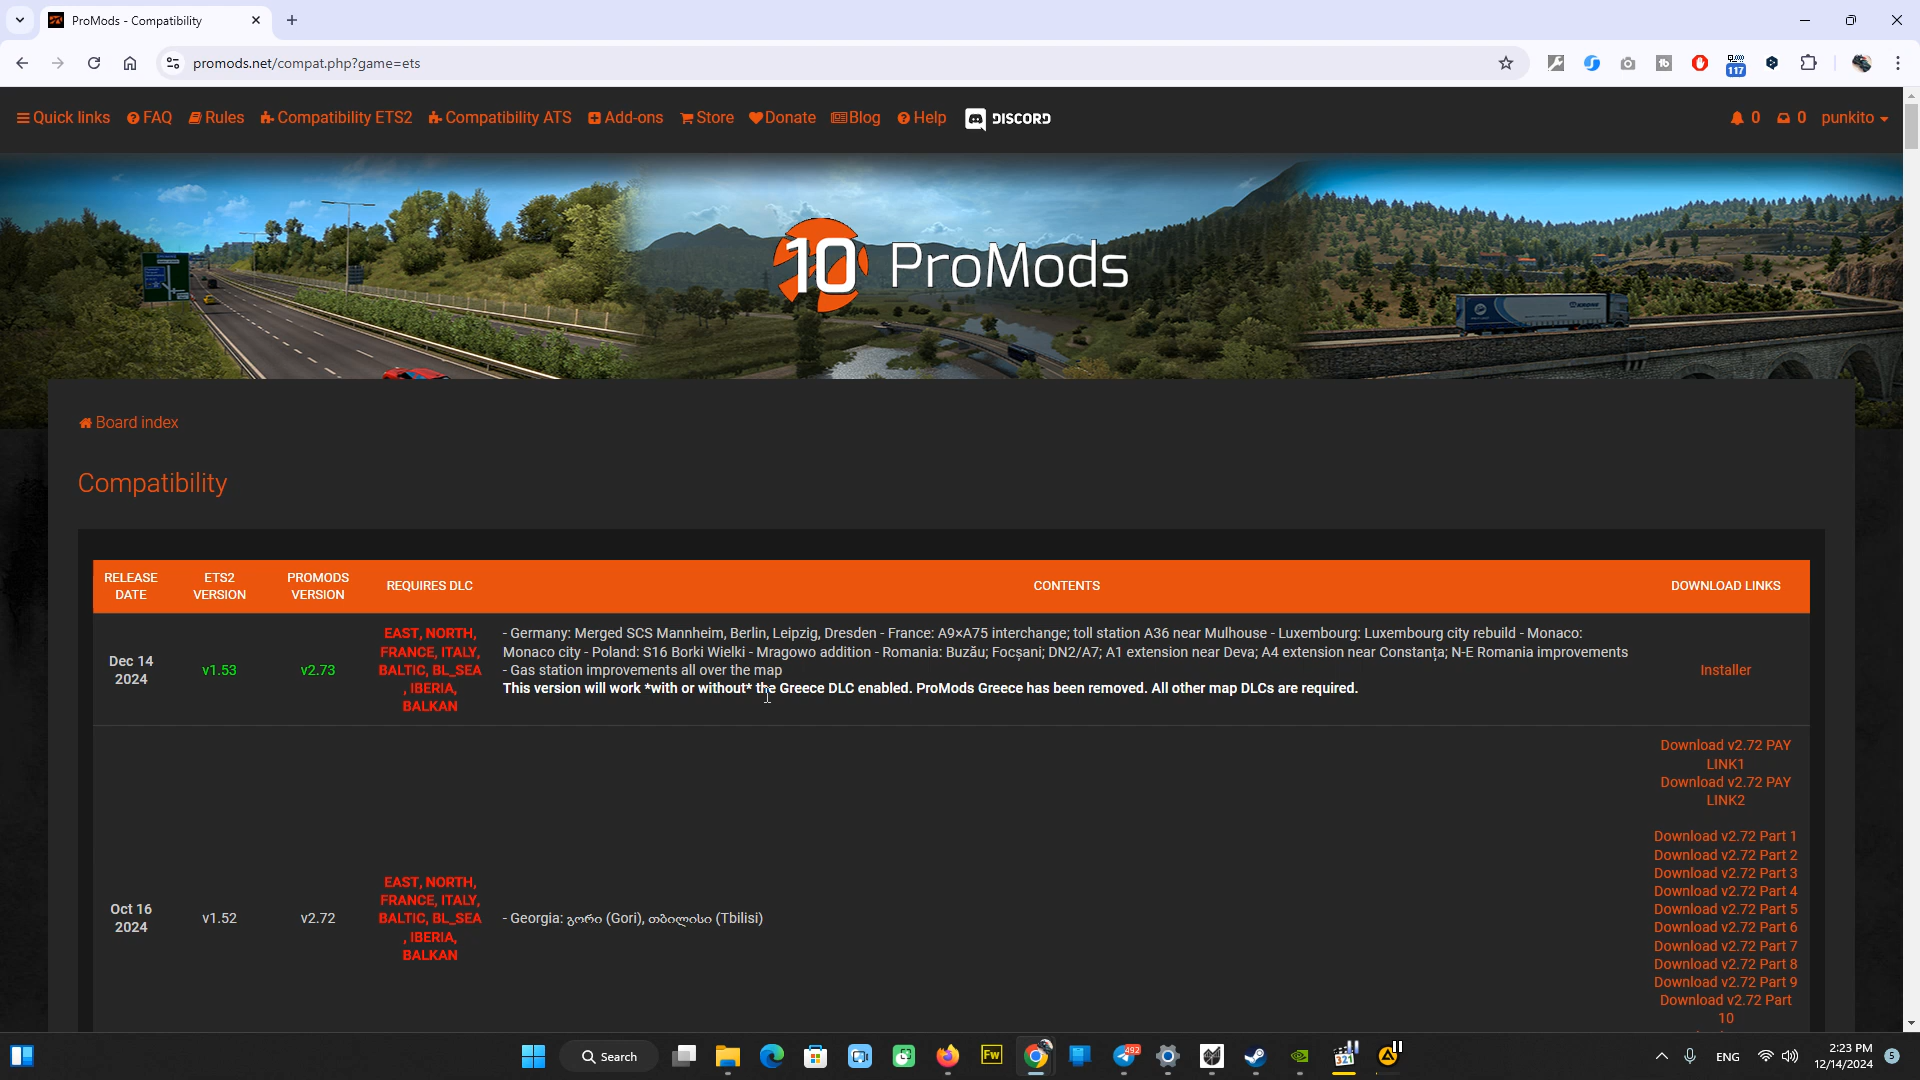 ProMods - Compatibility
promods.net/compat.php?game=ets
117
Quick links FAQ Rules Compatibility ETS2 Compatibility ATS Add-ons Store Donate Blog Help DISCORD
0 0 punkito
10 ProMods
Board index
Compatibility
RELEASE DATE
ETS2 VERSION
PROMODS VERSION
REQUIRES DLC
CONTENTS
DOWNLOAD LINKS
Dec 14
2024
v1.53
v2.73
EAST, NORTH,
FRANCE, ITALY,
BALTIC, BL_SEA
, IBERIA,
BALKAN
- Germany: Merged SCS Mannheim, Berlin, Leipzig, Dresden - France: A9×A75 interchange; toll station A36 near Mulhouse - Luxembourg: Luxembourg city rebuild - Monaco:
Monaco city - Poland: S16 Borki Wielki - Mrągowo addition - Romania: Buzău; Focșani; DN2/A7; A1 extension near Deva; A4 extension near Constanța; N-E Romania improvements
- Gas station improvements all over the map
This version will work *with or without* the Greece DLC enabled. ProMods Greece has been removed. All other map DLCs are required.
Installer
Oct 16
2024
v1.52
v2.72
EAST, NORTH,
FRANCE, ITALY,
BALTIC, BL_SEA
, IBERIA,
BALKAN
- Georgia: გორი (Gori), თბილისი (Tbilisi)
Download v2.72 PAY
LINK1
Download v2.72 PAY
LINK2
Download v2.72 Part 1
Download v2.72 Part 2
Download v2.72 Part 3
Download v2.72 Part 4
Download v2.72 Part 5
Download v2.72 Part 6
Download v2.72 Part 7
Download v2.72 Part 8
Download v2.72 Part 9
Download v2.72 Part
10
Search
Fw
492
321
ENG
2:23 PM
12/14/2024
5